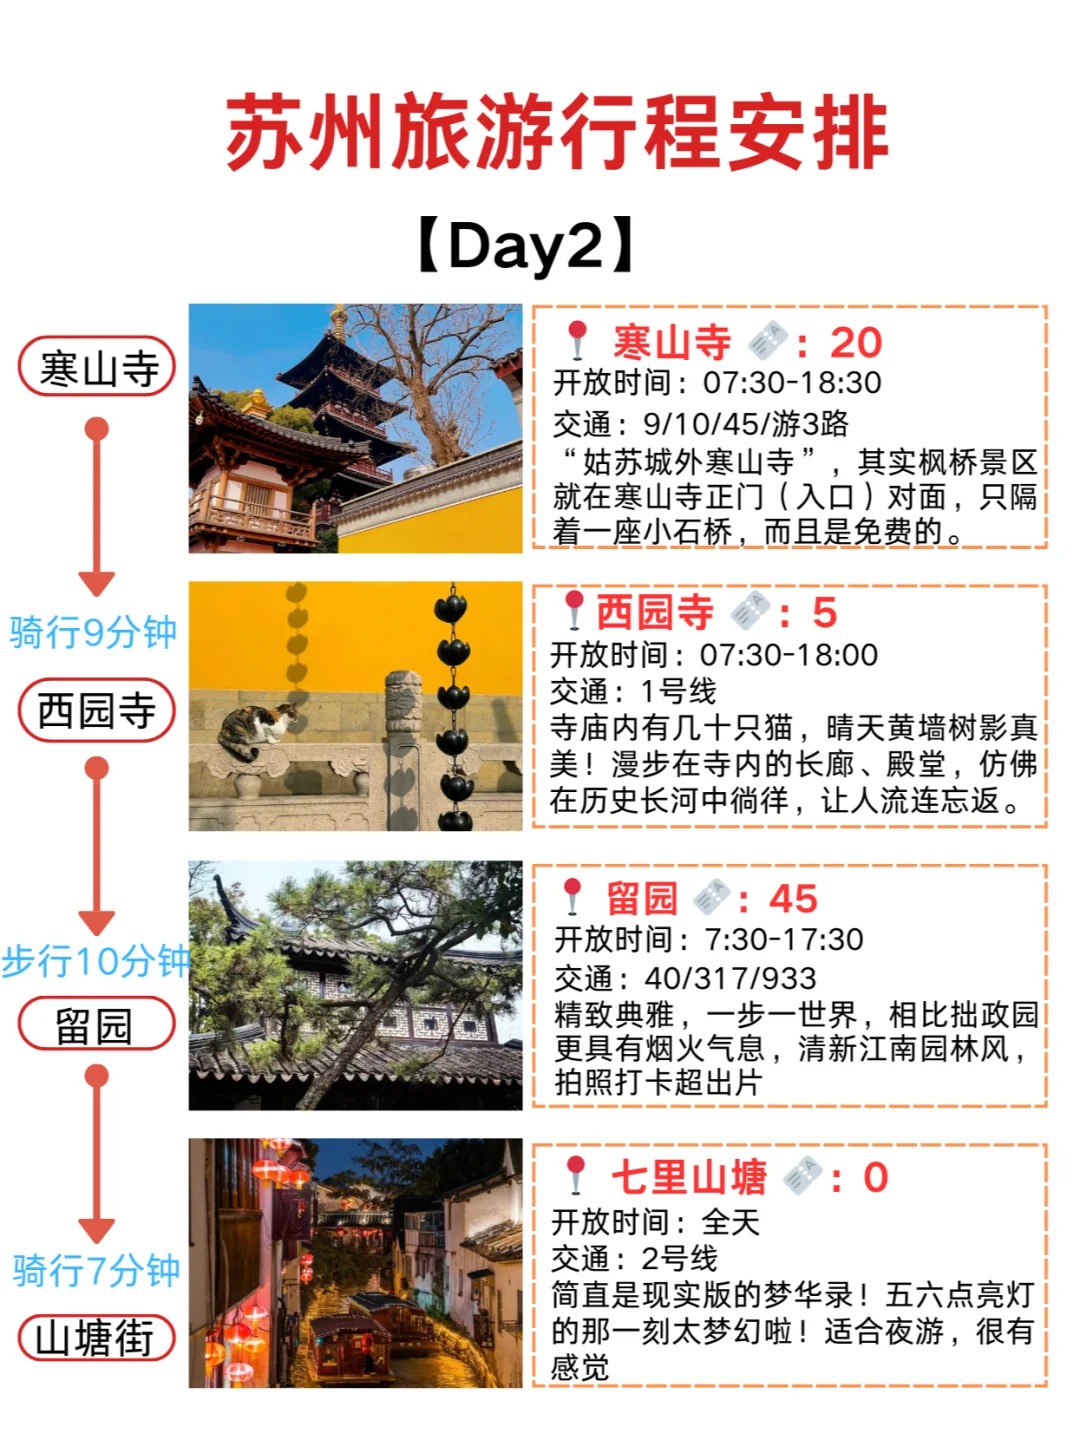 苏州旅游行程安排
【Day2】
寒山寺
📍 寒山寺 🎫：20
开放时间：07:30-18:30
交通：9/10/45/游3路
“姑苏城外寒山寺”，其实枫桥景区
就在寒山寺正门（入口）对面，只隔
着一座小石桥，而且是免费的。
骑行9分钟
西园寺
📍 西园寺 🎫：5
开放时间：07:30-18:00
交通：1号线
寺庙内有几十只猫，晴天黄墙树影真
美！漫步在寺内的长廊、殿堂，仿佛
在历史长河中徜徉，让人流连忘返。
步行10分钟
留园
📍 留园 🎫：45
开放时间：7:30-17:30
交通：40/317/933
精致典雅，一步一世界，相比拙政园
更具有烟火气息，清新江南园林风，
拍照打卡超出片
骑行7分钟
山塘街
📍 七里山塘 🎫：0
开放时间：全天
交通：2号线
简直是现实版的梦华录！五六点亮灯
的那一刻太梦幻啦！适合夜游，很有
感觉